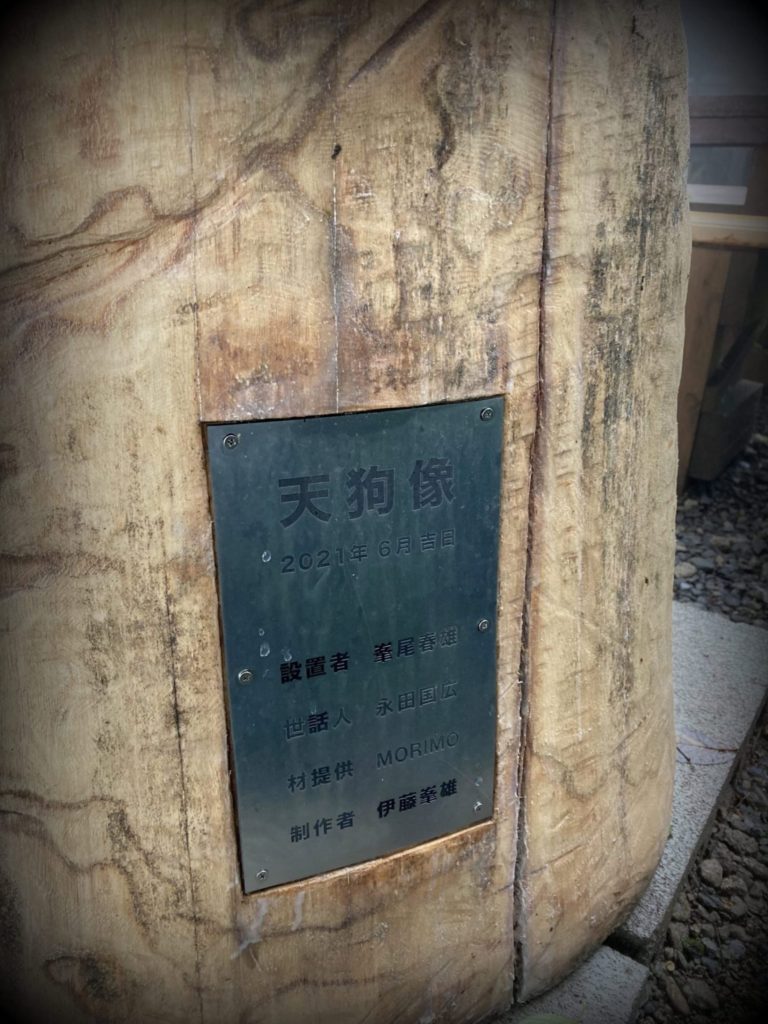 天狗像
2021年 6月 吉日
設置者 峯尾春雄
世話人 永田国広
材提供 MORIMO
制作者 伊藤峯雄